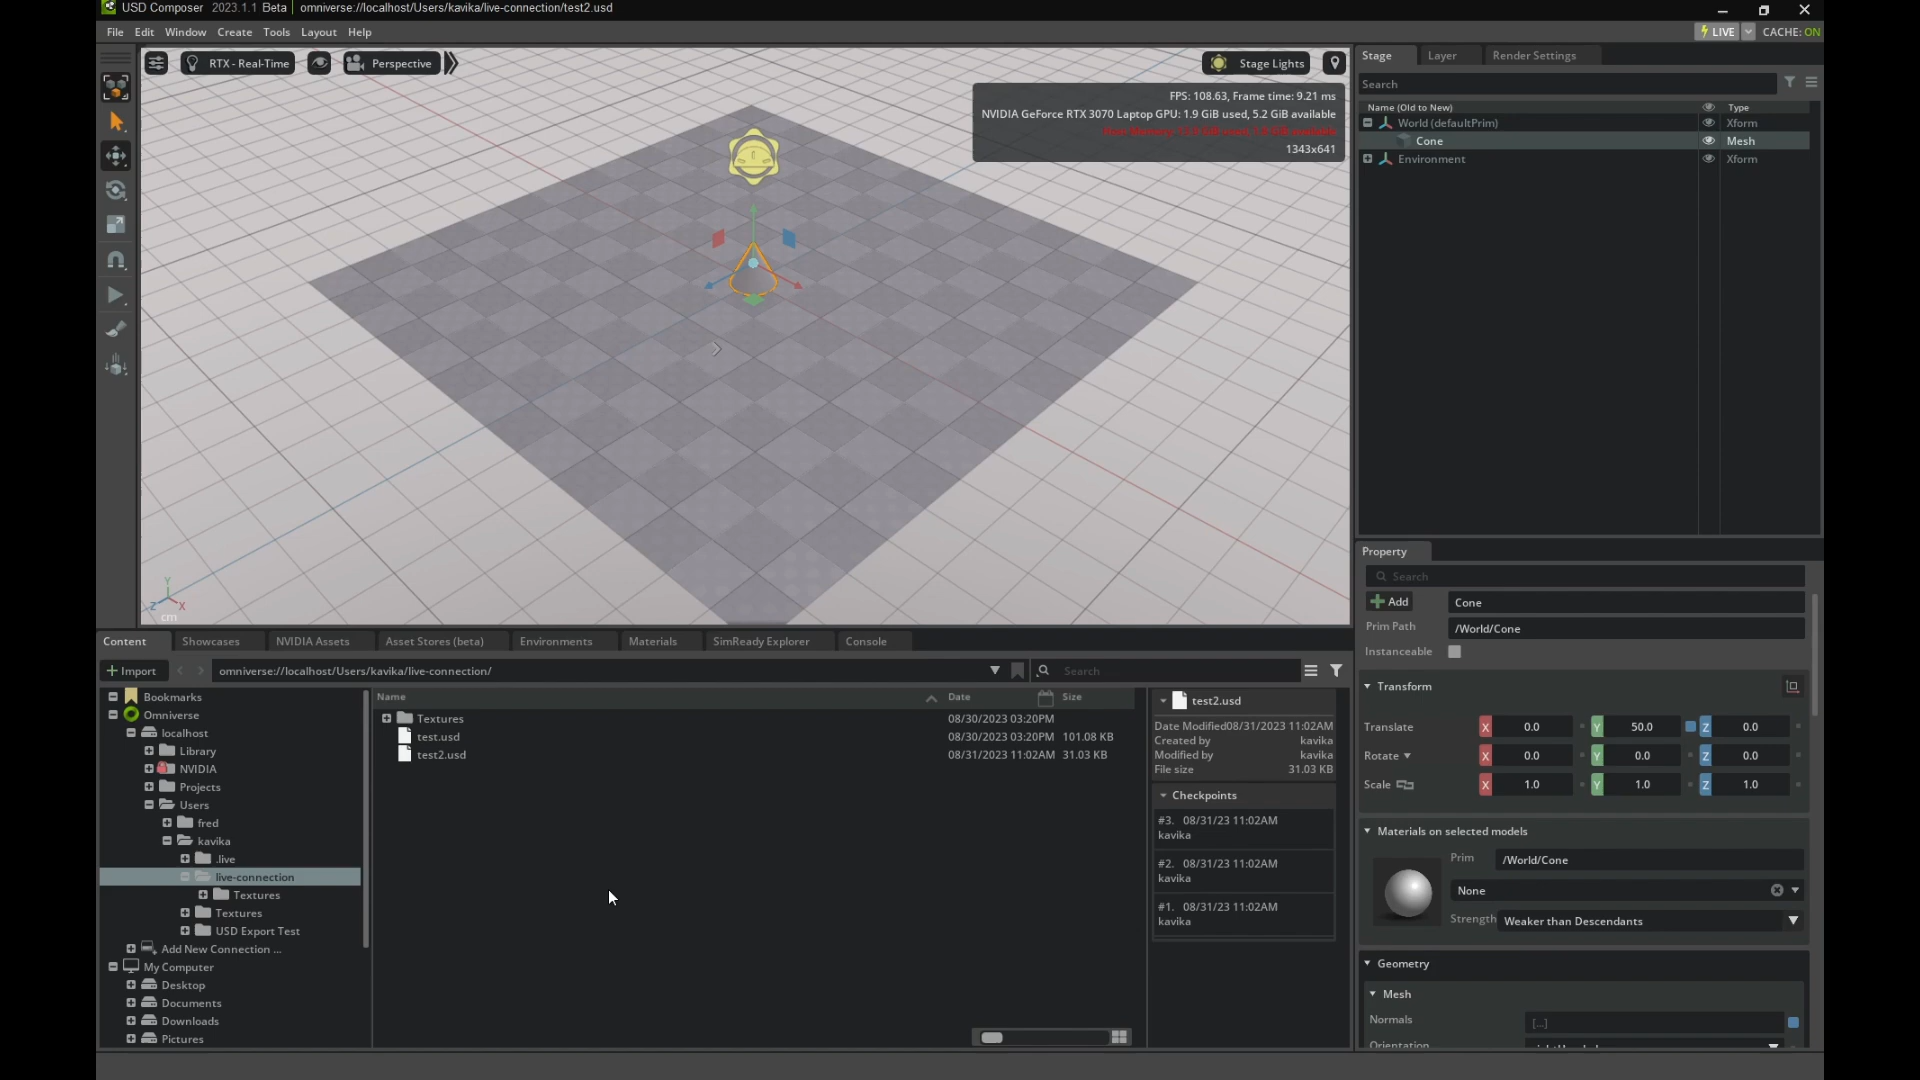 USD Composer 2023.1.1 Beta | omniverse://localhost/Users/kavika/live-connection/test2.usd
File Edit Window Create Tools Layout Help
LIVE CACHE: ON
RTX - Real-Time Perspective Stage Lights
FPS: 108.63, Frame time: 9.21 ms
NVIDIA GeForce RTX 3070 Laptop GPU: 1.9 GiB used, 5.2 GiB available
1343x641
Y
Z X
cm
Stage Layer Render Settings
Search
Name (Old to New) Type
World (defaultPrim) Xform
Cone Mesh
Environment Xform
Property
Search
Add Cone
Prim Path /World/Cone
Instanceable
Transform
Translate X 0.0 Y 50.0 Z 0.0
Rotate X 0.0 Y 0.0 Z 0.0
Scale X 1.0 Y 1.0 Z 1.0
Materials on selected models
Prim /World/Cone
None
Strength Weaker than Descendants
Geometry
Mesh
Normals [...]
Content Showcases NVIDIA Assets Asset Stores (beta) Environments Materials SimReady Explorer Console
Import omniverse://localhost/Users/kavika/live-connection/ Search
Bookmarks
Omniverse
localhost
Library
NVIDIA
Projects
Users
fred
kavika
.live
live-connection
Textures
Textures
USD Export Test
Add New Connection ...
My Computer
Desktop
Documents
Downloads
Pictures
Name Date Size
Textures 08/30/2023 03:20PM
test.usd 08/30/2023 03:20PM 101.08 KB
test2.usd 08/31/2023 11:02AM 31.03 KB
test2.usd
Date Modified08/31/2023 11:02AM
Created by kavika
Modified by kavika
File size 31.03 KB
Checkpoints
#3. 08/31/23 11:02AM
kavika
#2. 08/31/23 11:02AM
kavika
#1. 08/31/23 11:02AM
kavika